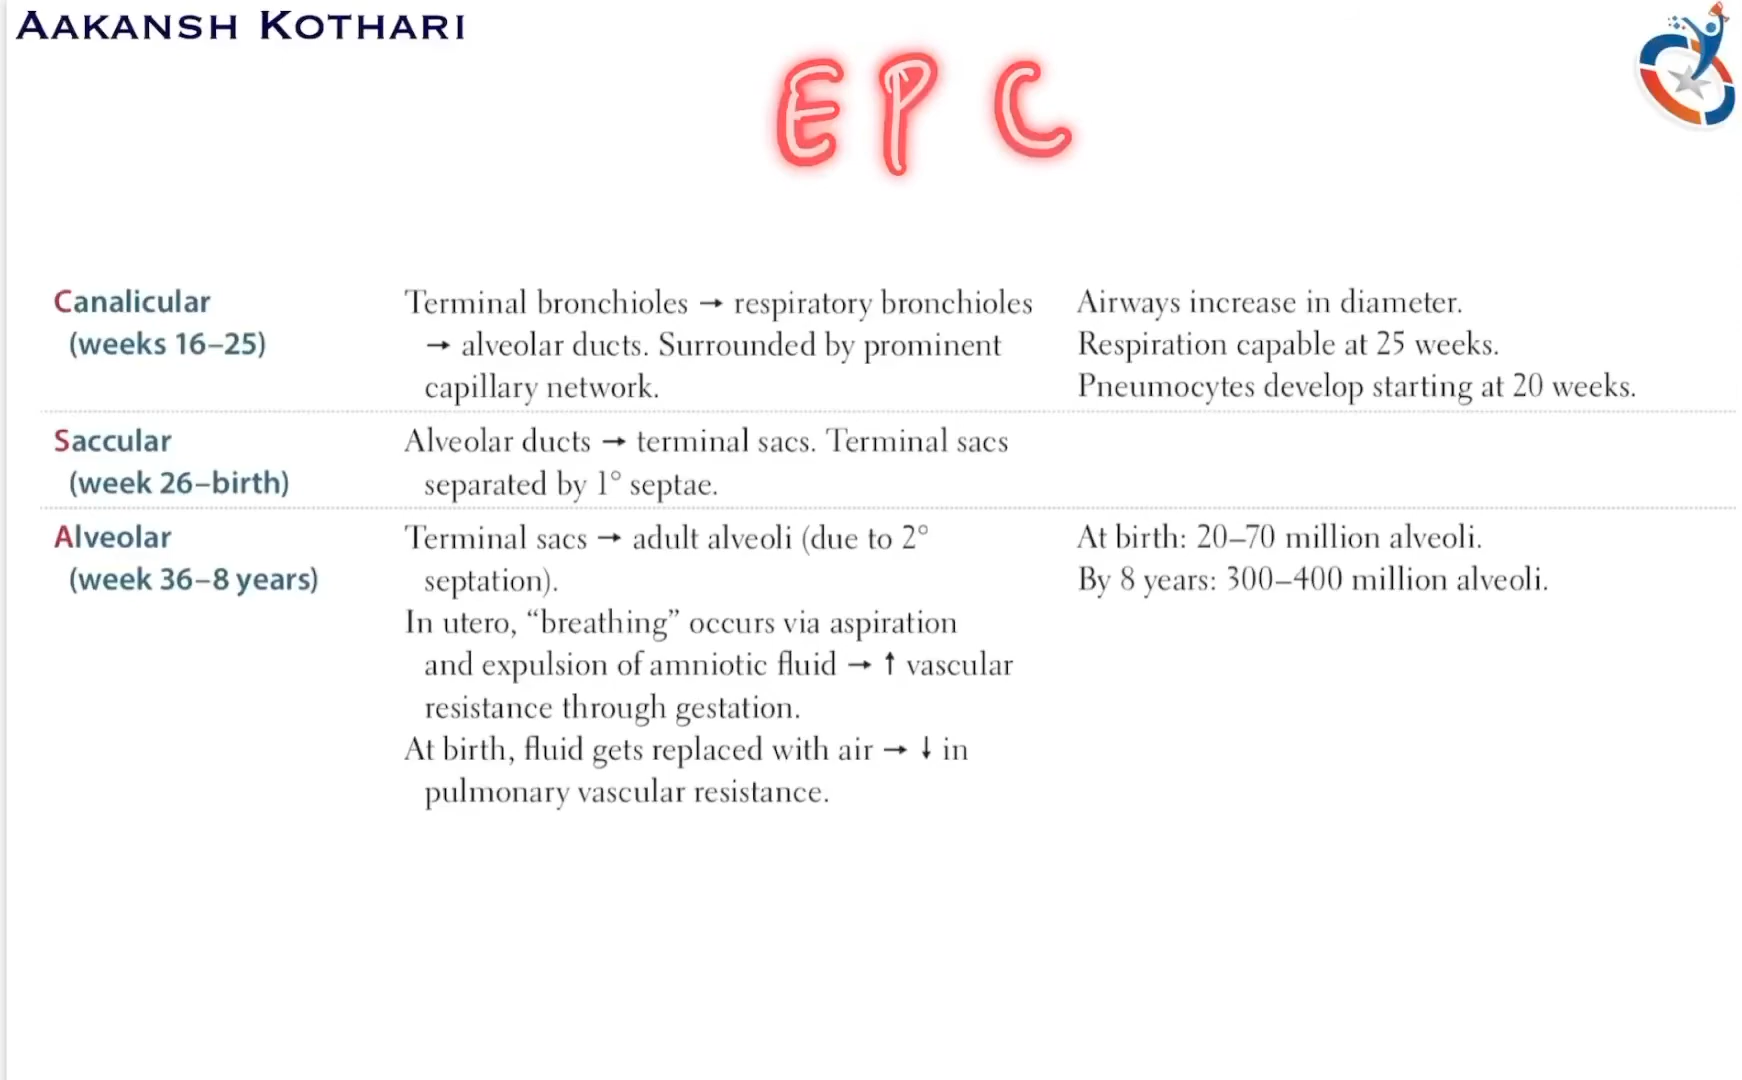 AAKANSH KOTHARI
E P C
Canalicular
(weeks 16–25)
Terminal bronchioles → respiratory bronchioles
→ alveolar ducts. Surrounded by prominent
capillary network.
Airways increase in diameter.
Respiration capable at 25 weeks.
Pneumocytes develop starting at 20 weeks.
Saccular
(week 26–birth)
Alveolar ducts → terminal sacs. Terminal sacs
separated by 1° septae.
Alveolar
(week 36–8 years)
Terminal sacs → adult alveoli (due to 2°
septation).
In utero, “breathing” occurs via aspiration
and expulsion of amniotic fluid → ↑ vascular
resistance through gestation.
At birth, fluid gets replaced with air → ↓ in
pulmonary vascular resistance.
At birth: 20–70 million alveoli.
By 8 years: 300–400 million alveoli.